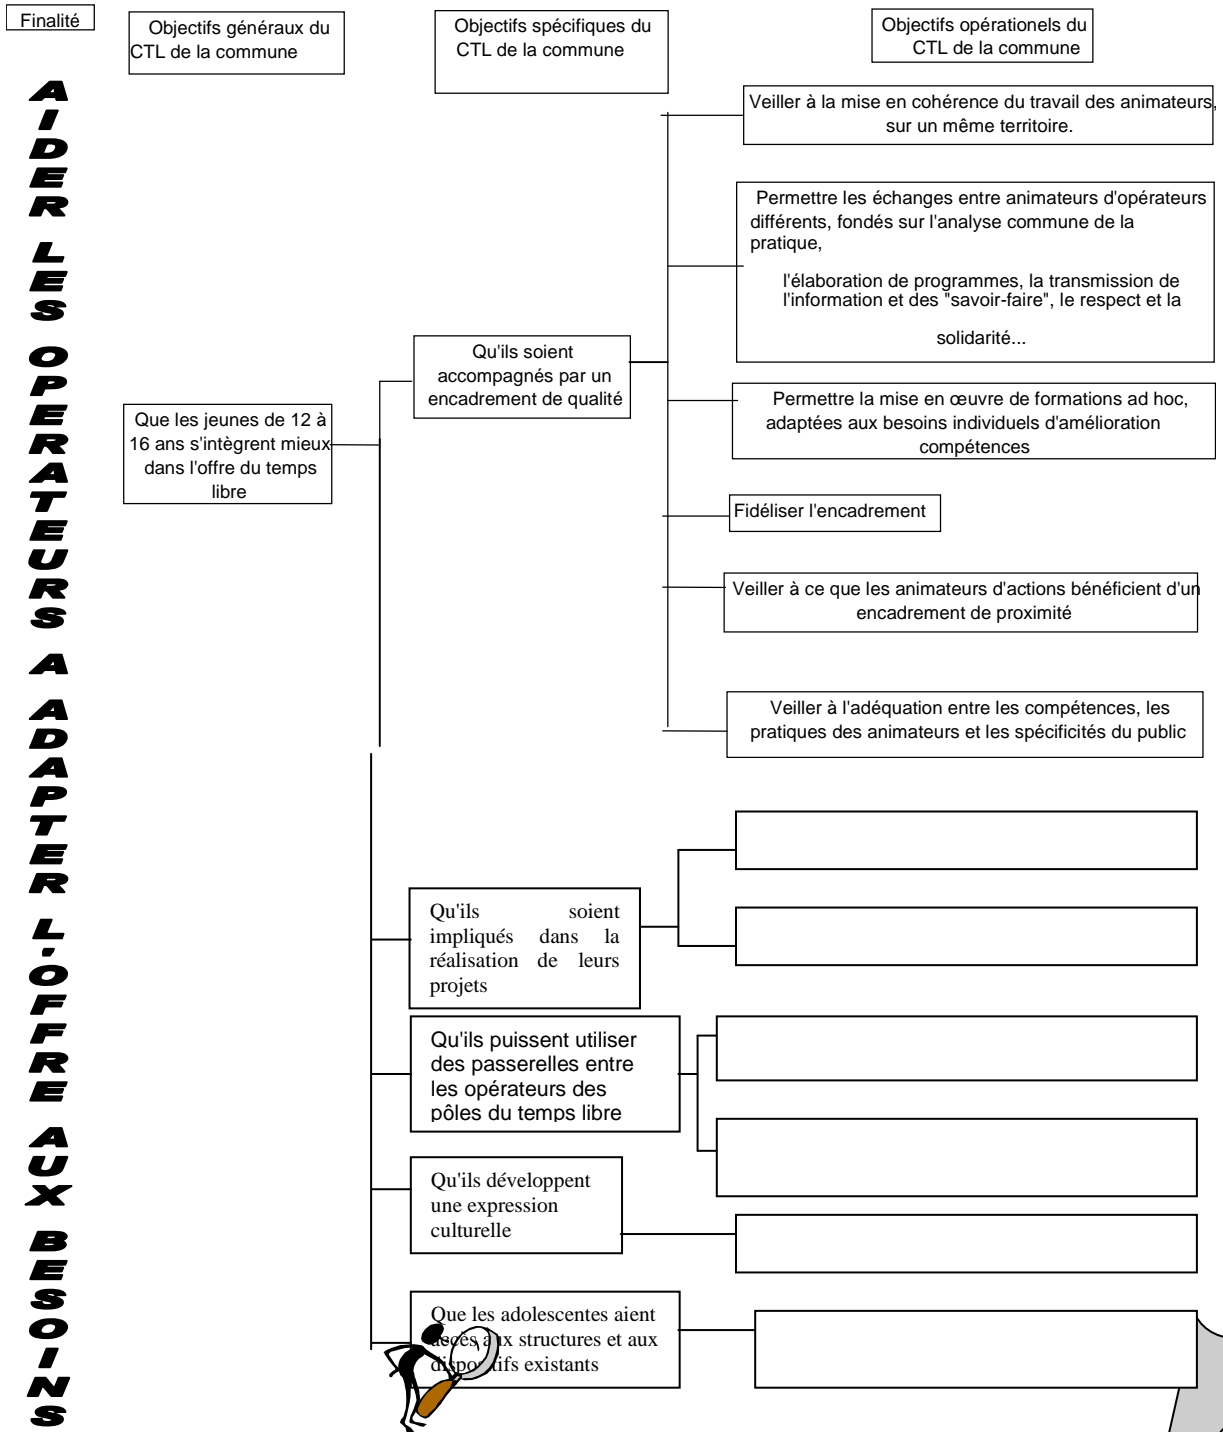 Finalité
Objectifs généraux du
CTL de la commune
Objectifs spécifiques du
CTL de la commune
Objectifs opérationels du
CTL de la commune
AIDER LES OPERATEURS A ADAPTER L'OFFRE AUX BESOINS
Que les jeunes de 12 à
16 ans s'intègrent mieux
dans l'offre du temps
libre
Qu'ils soient
accompagnés par un
encadrement de qualité
Veiller à la mise en cohérence du travail des animateurs,
sur un même territoire.
Permettre les échanges entre animateurs d'opérateurs
différents, fondés sur l'analyse commune de la
pratique,
l'élaboration de programmes, la transmission de
l'information et des "savoir-faire", le respect et la
solidarité...
Permettre la mise en œuvre de formations ad hoc,
adaptées aux besoins individuels d'amélioration
compétences
Fidéliser l'encadrement
Veiller à ce que les animateurs d'actions bénéficient d'un
encadrement de proximité
Veiller à l'adéquation entre les compétences, les
pratiques des animateurs et les spécificités du public
Qu'ils soient
impliqués dans la
réalisation de leurs
projets
Qu'ils puissent utiliser
des passerelles entre
les opérateurs des
pôles du temps libre
Qu'ils développent
une expression
culturelle
Que les adolescentes aient
accès aux structures et aux
dispositifs existants